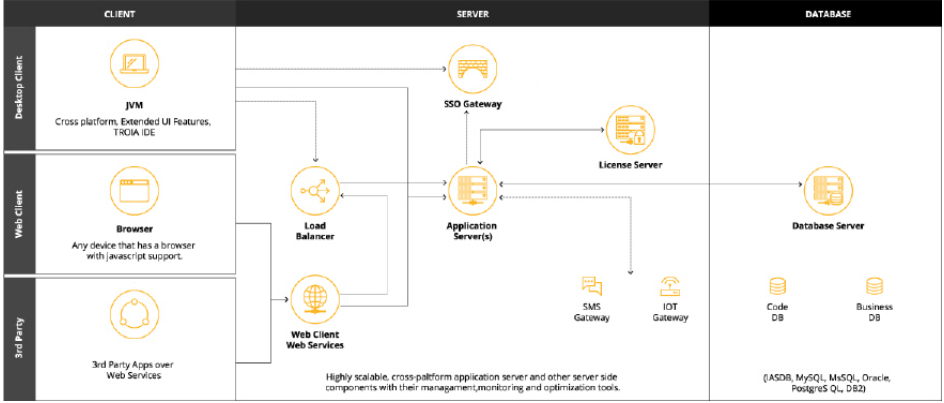 CLIENT
SERVER
DATABASE
Desktop Client
JVM
Cross platform, Extended UI Features,
TROIA IDE
SSO Gateway
License Server
Web Client
Browser
Any device that has a browser
with javascript support.
Load
Balancer
Application
Server(s)
Database Server
3rd Party
3rd Party Apps over
Web Services
Web Client
Web Services
SMS
Gateway
IOT
Gateway
Code
DB
Business
DB
Highly scalable, cross-paltform application server and other server side
components with their managament,monitoring and optimization tools.
(IASDB, MySQL, MsSQL, Oracle,
PostgreS QL, DB2)